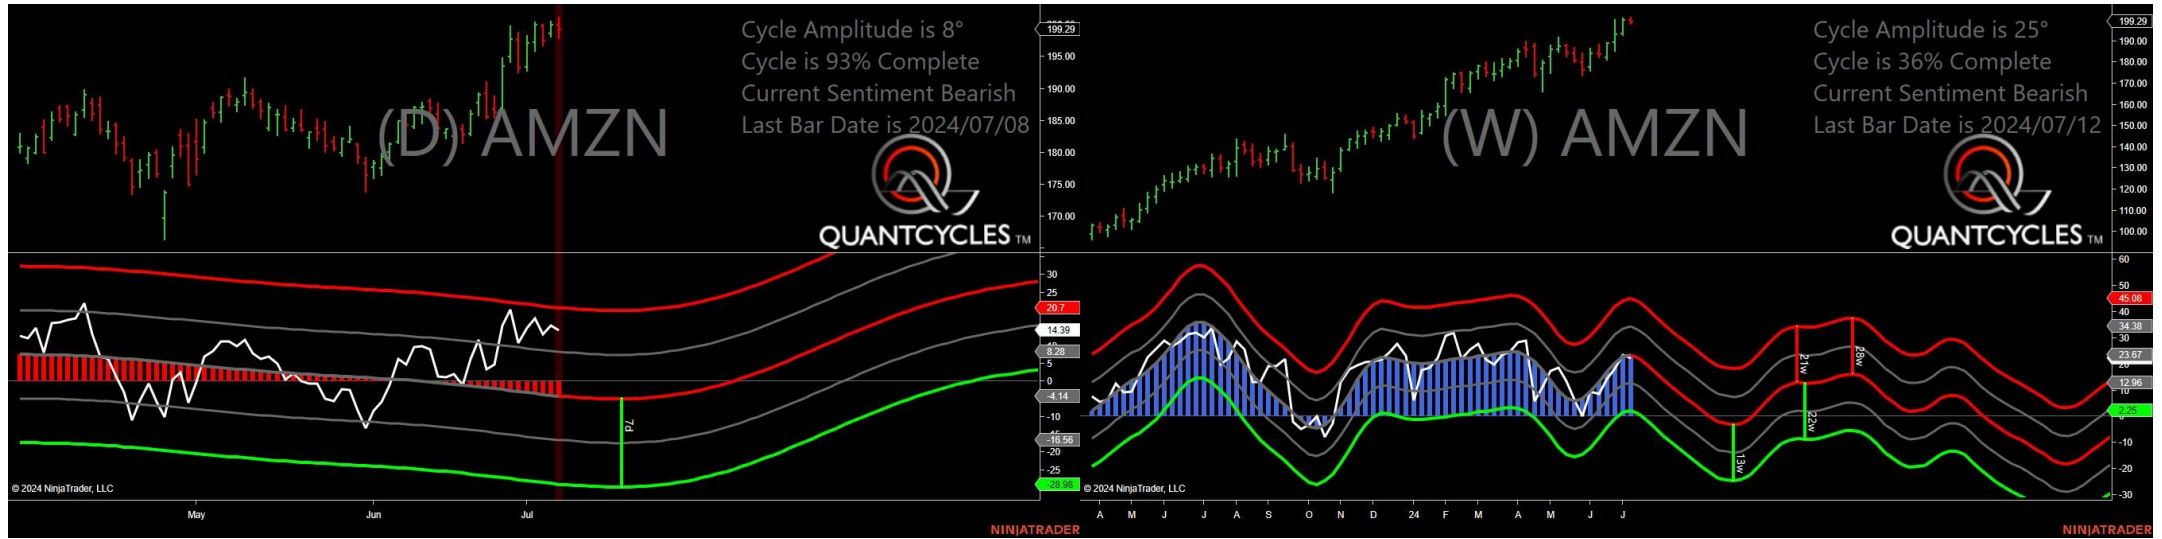 Cycle Amplitude is 8°
Cycle is 93% Complete
Current Sentiment Bearish
Last Bar Date is 2024/07/08
(D) AMZN
QUANTCYCLES TM
199.29
195.00
190.00
185.00
180.00
175.00
170.00
30
25
20.7
14.39
8.28
5
0
-4.14
-10
-16.56
-20
-25
-28.98
7d
© 2024 NinjaTrader, LLC
May Jun Jul
NINJATRADER
Cycle Amplitude is 25°
Cycle is 36% Complete
Current Sentiment Bearish
Last Bar Date is 2024/07/12
(W) AMZN
QUANTCYCLES TM
199.29
190.00
180.00
170.00
160.00
150.00
140.00
130.00
120.00
110.00
100.00
60
50
45.08
40
34.38
30
23.67
20
12.96
10
2.25
-10
-20
-30
21w
28w
22w
13w
© 2024 NinjaTrader, LLC
A M J J A S O N D 24 M A M J J
NINJATRADER